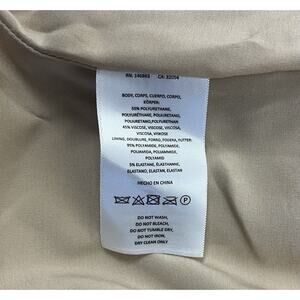 RN: 146863 CA: 32054
BODY, CORPS, CUERPO, CORPO,
KÖRPER:
55% POLYURETHANE,
POLYURÉTHANE, POLIURETANO,
POLIURETANO,POLYURETHAN
45% VISCOSE, VISCOSE, VISCOSA,
VISCOSA, VISKOSE
LINING, DOUBLURE, FORRO, FODERA, FUTTER:
95% POLYAMIDE, POLYAMIDE,
POLIAMIDA, POLIAMMIDE,
POLYAMID
5% ELASTANE, ÉLASTHANNE,
ELASTANO, ELASTAN, ELASTAN
HECHO EN CHINA
P
DO NOT WASH,
DO NOT BLEACH,
DO NOT TUMBLE DRY,
DO NOT IRON,
DRY CLEAN ONLY